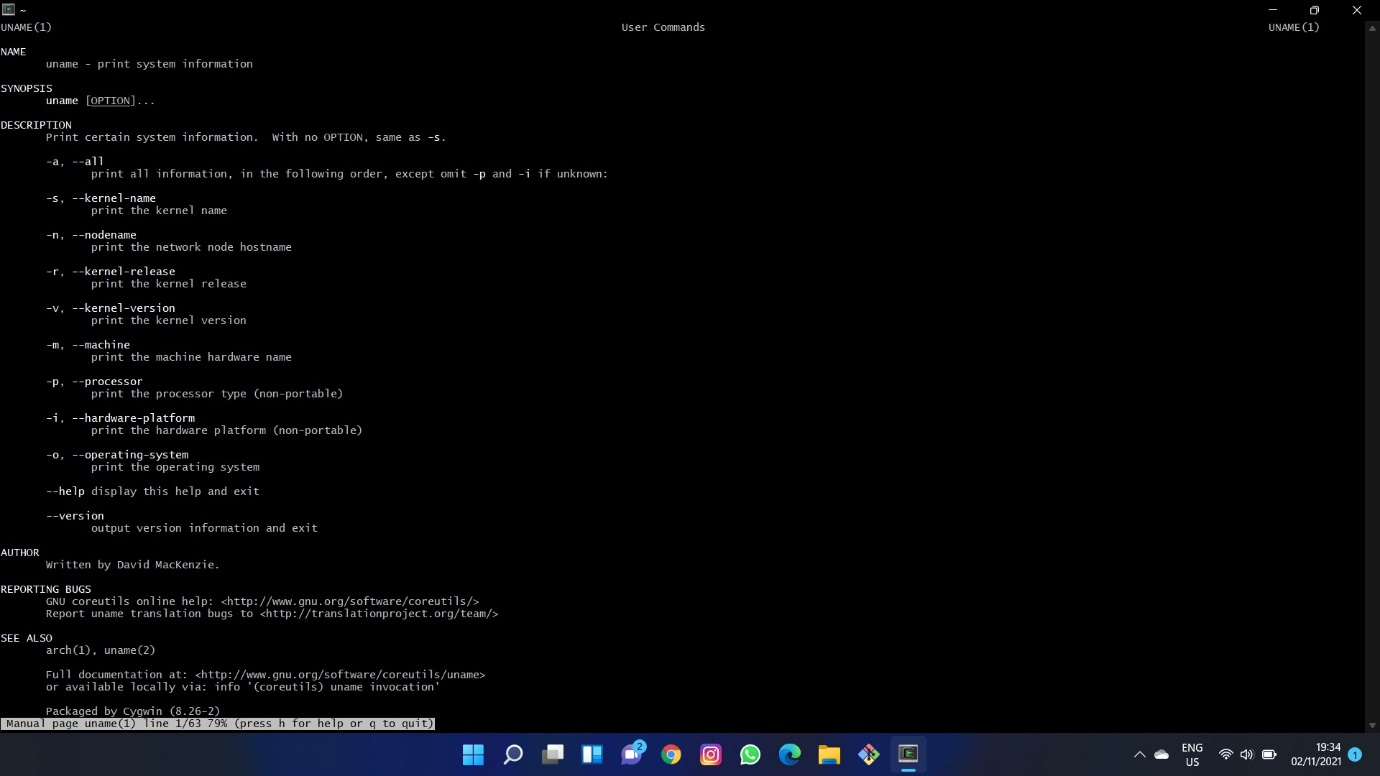 ~
UNAME(1) User Commands UNAME(1)
NAME
uname - print system information
SYNOPSIS
uname [OPTION]...
DESCRIPTION
Print certain system information.  With no OPTION, same as -s.
-a, --all
print all information, in the following order, except omit -p and -i if unknown:
-s, --kernel-name
print the kernel name
-n, --nodename
print the network node hostname
-r, --kernel-release
print the kernel release
-v, --kernel-version
print the kernel version
-m, --machine
print the machine hardware name
-p, --processor
print the processor type (non-portable)
-i, --hardware-platform
print the hardware platform (non-portable)
-o, --operating-system
print the operating system
--help display this help and exit
--version
output version information and exit
AUTHOR
Written by David MacKenzie.
REPORTING BUGS
GNU coreutils online help: <http://www.gnu.org/software/coreutils/>
Report uname translation bugs to <http://translationproject.org/team/>
SEE ALSO
arch(1), uname(2)
Full documentation at: <http://www.gnu.org/software/coreutils/uname>
or available locally via: info '(coreutils) uname invocation'
Packaged by Cygwin (8.26-2)
Manual page uname(1) line 1/63 79% (press h for help or q to quit)
2
ENG
US
19:34
02/11/2021
1